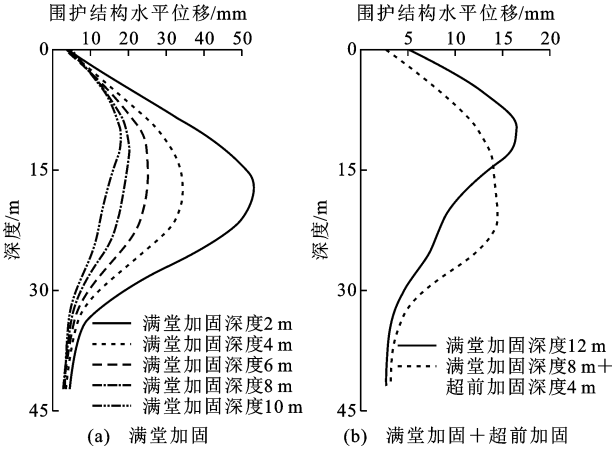 围护结构水平位移/mm
0 10 20 30 40 50
15
30
45
深度/m
满堂加固深度2 m
满堂加固深度4 m
满堂加固深度6 m
满堂加固深度8 m
满堂加固深度10 m
(a) 满堂加固
围护结构水平位移/mm
0 5 10 15 20
15
30
45
深度/m
满堂加固深度12 m
满堂加固深度8 m+
超前加固深度4 m
(b) 满堂加固+超前加固